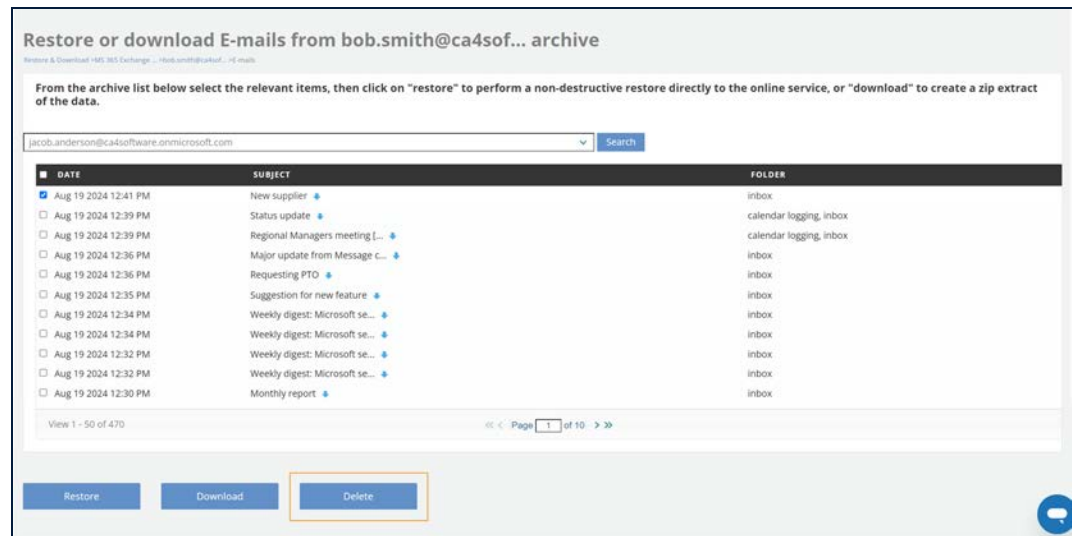 Restore or download E-mails from bob.smith@ca4sof... archive
Restore & Download >MS 365 Exchange ... >bob.smith@ca4sof... >E-mails
From the archive list below select the relevant items, then click on "restore" to perform a non-destructive restore directly to the online service, or "download" to create a zip extract
of the data.
jacob.anderson@ca4software.onmicrosoft.com Search
DATE SUBJECT FOLDER
Aug 19 2024 12:41 PM New supplier inbox
Aug 19 2024 12:39 PM Status update calendar logging, inbox
Aug 19 2024 12:39 PM Regional Managers meeting [... calendar logging, inbox
Aug 19 2024 12:36 PM Major update from Message c... inbox
Aug 19 2024 12:36 PM Requesting PTO inbox
Aug 19 2024 12:35 PM Suggestion for new feature inbox
Aug 19 2024 12:34 PM Weekly digest: Microsoft se... inbox
Aug 19 2024 12:34 PM Weekly digest: Microsoft se... inbox
Aug 19 2024 12:32 PM Weekly digest: Microsoft se... inbox
Aug 19 2024 12:32 PM Weekly digest: Microsoft se... inbox
Aug 19 2024 12:30 PM Monthly report inbox
View 1 - 50 of 470 Page 1 of 10
Restore Download Delete